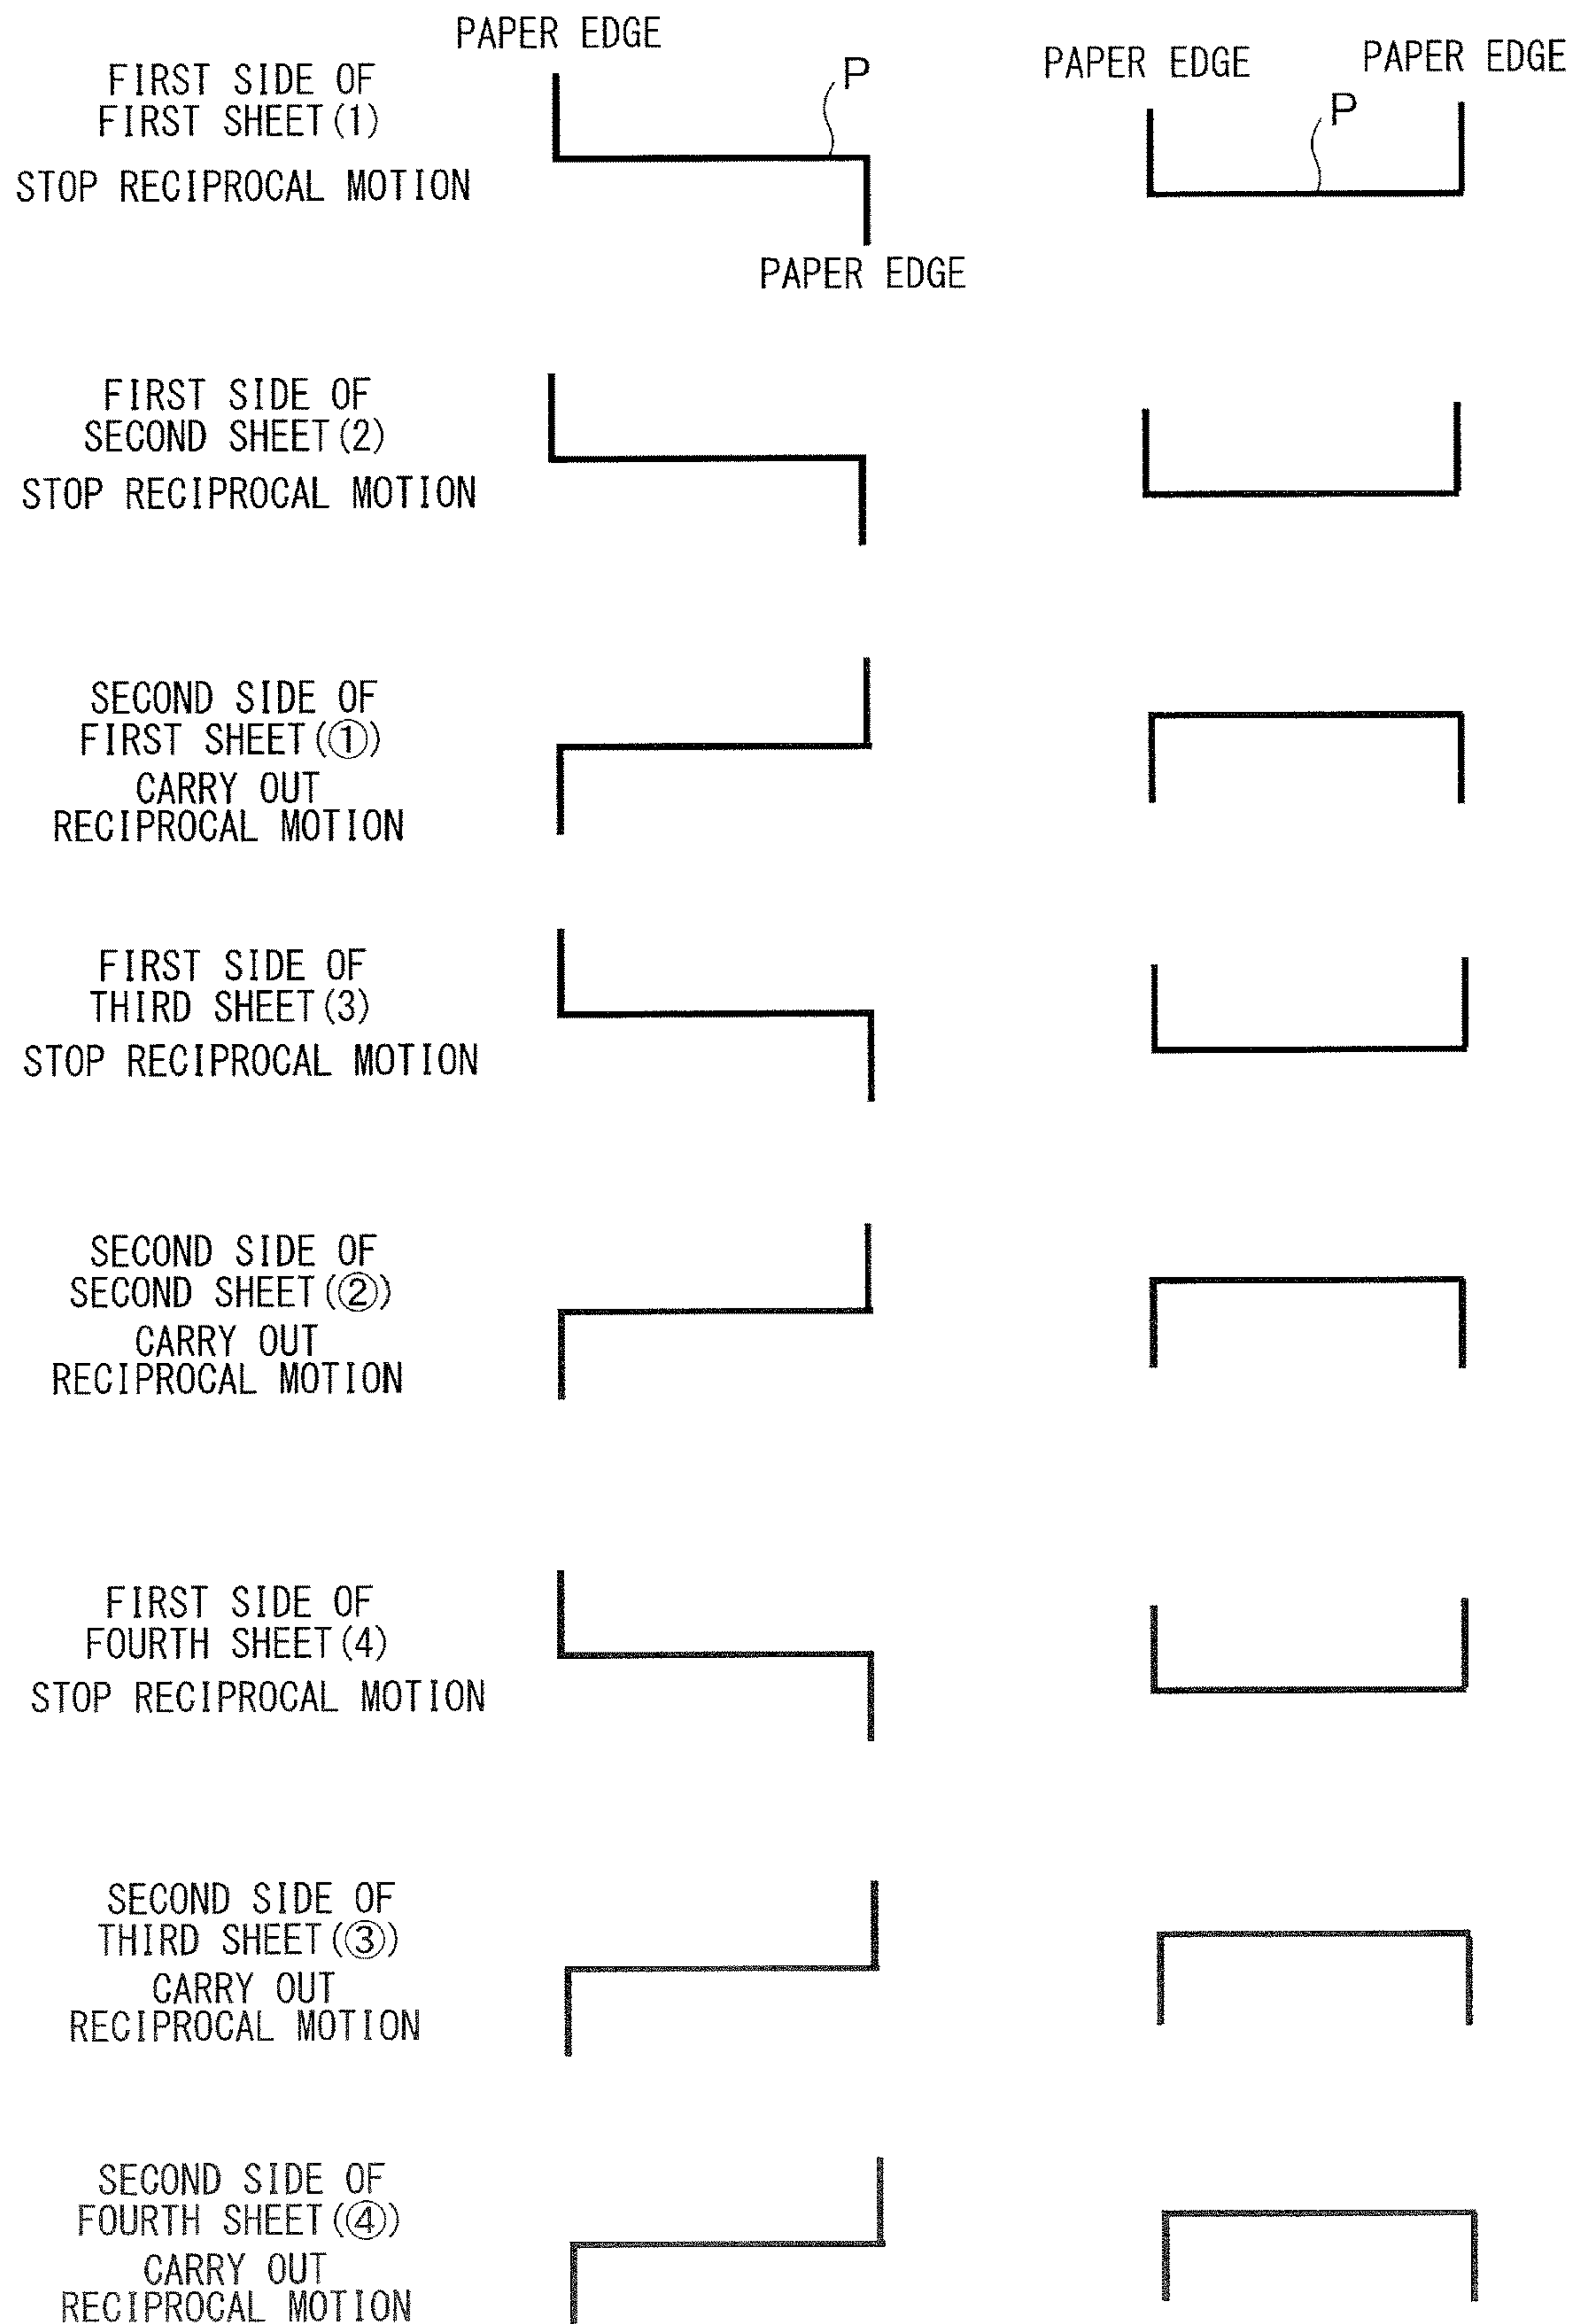 PAPER EDGE
PAPER EDGE
PAPER EDGE
FIRST SIDE OF
FIRST SHEET(1)
P
P
STOP RECIPROCAL MOTION
PAPER EDGE
FIRST SIDE OF
SECOND SHEET(2)
STOP RECIPROCAL MOTION
SECOND SIDE OF
FIRST SHEET(①)
CARRY OUT
RECIPROCAL MOTION
FIRST SIDE OF
THIRD SHEET(3)
STOP RECIPROCAL MOTION
SECOND SIDE OF
SECOND SHEET(②)
CARRY OUT
RECIPROCAL MOTION
FIRST SIDE OF
FOURTH SHEET(4)
STOP RECIPROCAL MOTION
SECOND SIDE OF
THIRD SHEET(③)
CARRY OUT
RECIPROCAL MOTION
SECOND SIDE OF
FOURTH SHEET(④)
CARRY OUT
RECIPROCAL MOTION